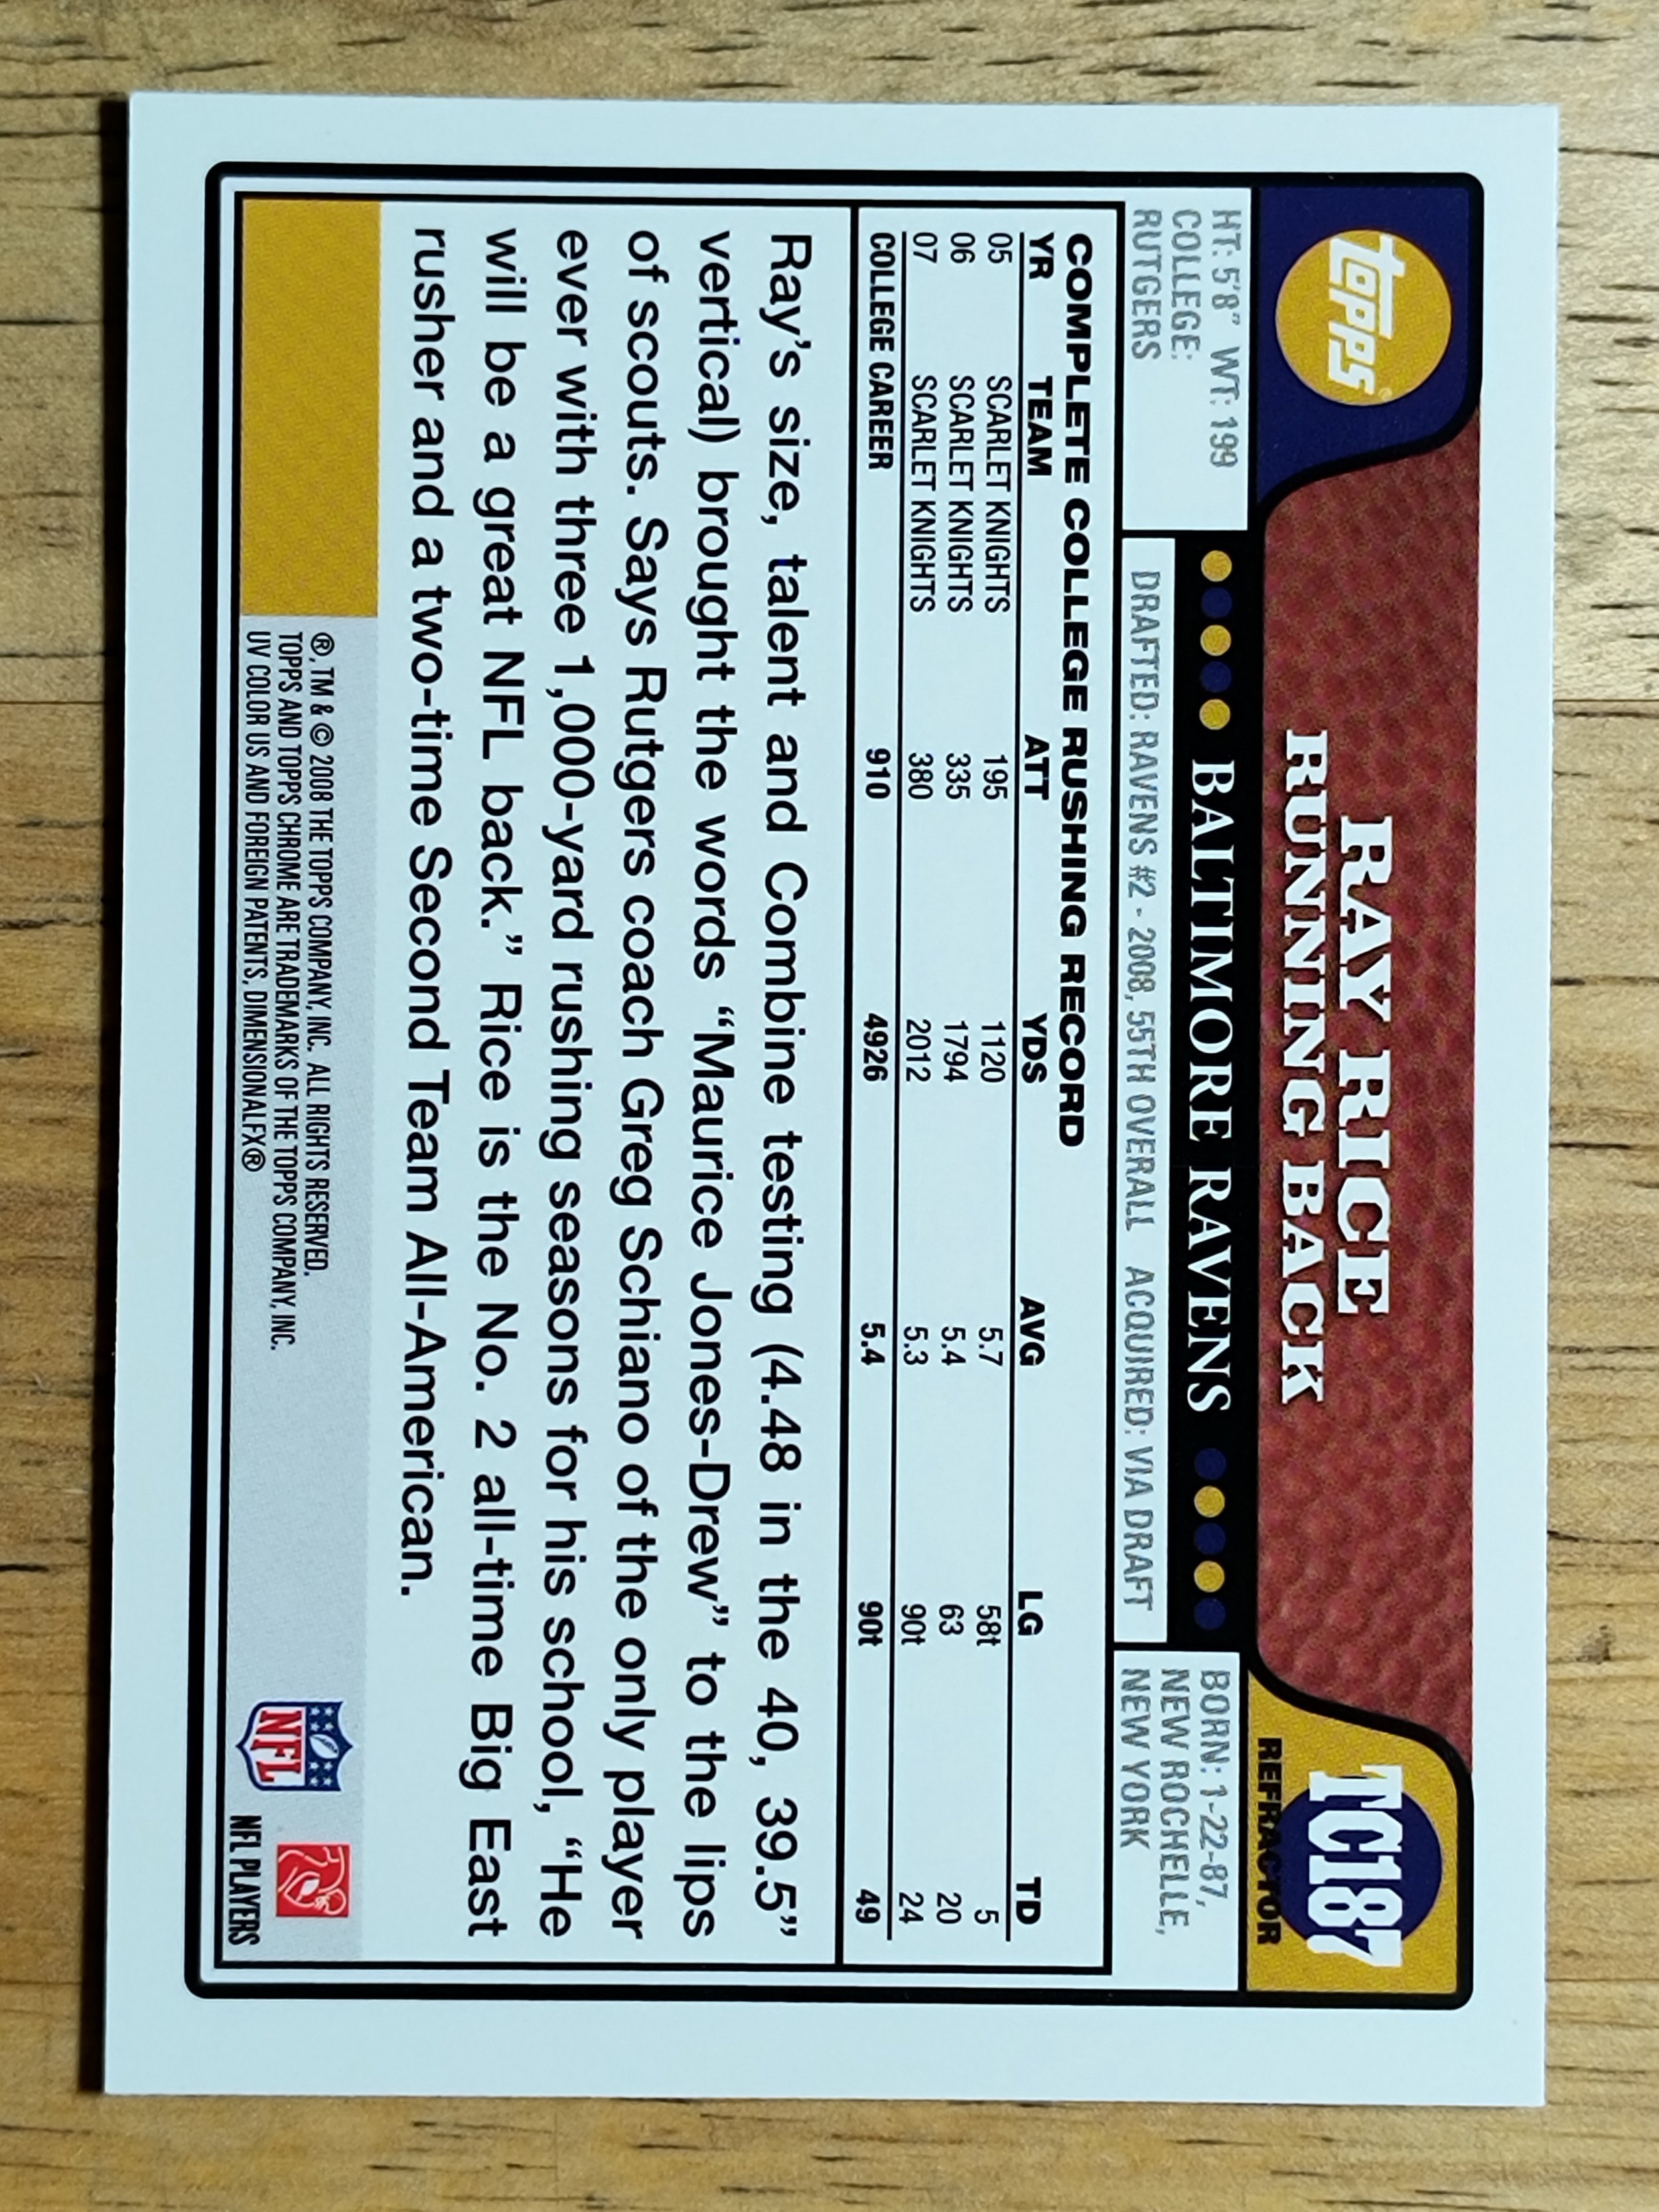 topps
RAY RICE
RUNNING BACK
TC187
REFRACTOR
HT: 5'8" WT: 199
COLLEGE:
RUTGERS
BALTIMORE RAVENS
DRAFTED: RAVENS #2 - 2008, 55TH OVERALL ACQUIRED: VIA DRAFT
BORN: 1-22-87,
NEW ROCHELLE,
NEW YORK
COMPLETE COLLEGE RUSHING RECORD
YR TEAM ATT YDS AVG LG TD
05 SCARLET KNIGHTS 195 1120 5.7 58t 5
06 SCARLET KNIGHTS 335 1794 5.4 63 20
07 SCARLET KNIGHTS 380 2012 5.3 90t 24
COLLEGE CAREER 910 4926 5.4 90t 49
Ray's size, talent and Combine testing (4.48 in the 40, 39.5"
vertical) brought the words "Maurice Jones-Drew" to the lips
of scouts. Says Rutgers coach Greg Schiano of the only player
ever with three 1,000-yard rushing seasons for his school, "He
will be a great NFL back." Rice is the No. 2 all-time Big East
rusher and a two-time Second Team All-American.
®, TM & © 2008 THE TOPPS COMPANY, INC. ALL RIGHTS RESERVED.
TOPPS AND TOPPS CHROME ARE TRADEMARKS OF THE TOPPS COMPANY, INC.
UV COLOR US AND FOREIGN PATENTS, DIMENSIONALFX®
NFL
NFL PLAYERS